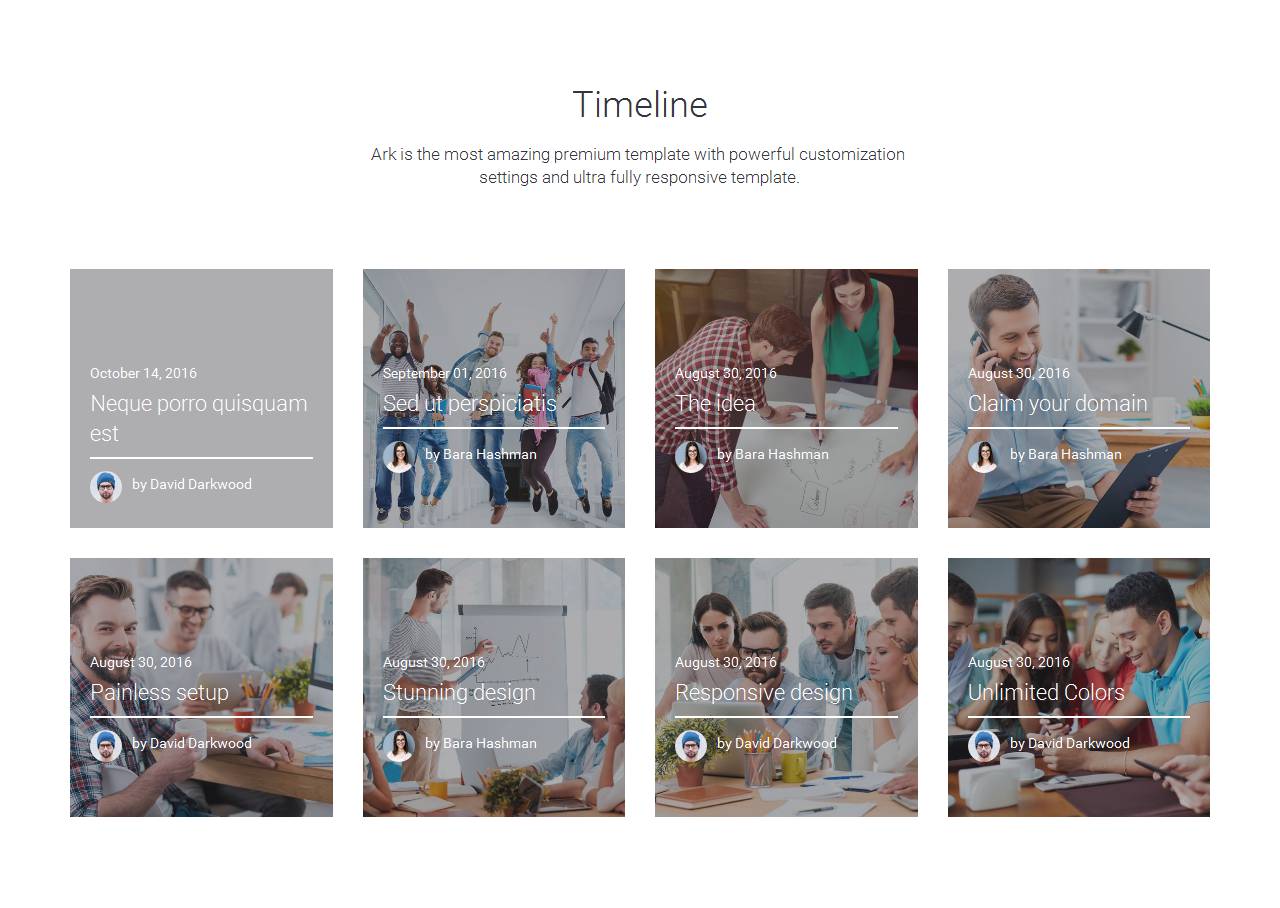 Timeline
Ark is the most amazing premium template with powerful customization
settings and ultra fully responsive template.
October 14, 2016
Neque porro quisquam
est
by David Darkwood
September 01, 2016
Sed ut perspiciatis
by Bara Hashman
August 30, 2016
The idea
by Bara Hashman
August 30, 2016
Claim your domain
by Bara Hashman
August 30, 2016
Painless setup
by David Darkwood
August 30, 2016
Stunning design
by Bara Hashman
August 30, 2016
Responsive design
by David Darkwood
August 30, 2016
Unlimited Colors
by David Darkwood